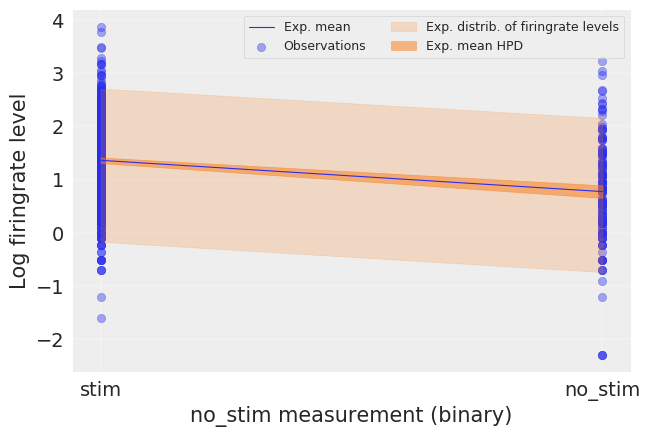 Exp. mean
Observations
Exp. distrib. of firingrate levels
Exp. mean HPD
4
3
2
1
0
−1
−2
Log firingrate level
stim
no_stim
no_stim measurement (binary)